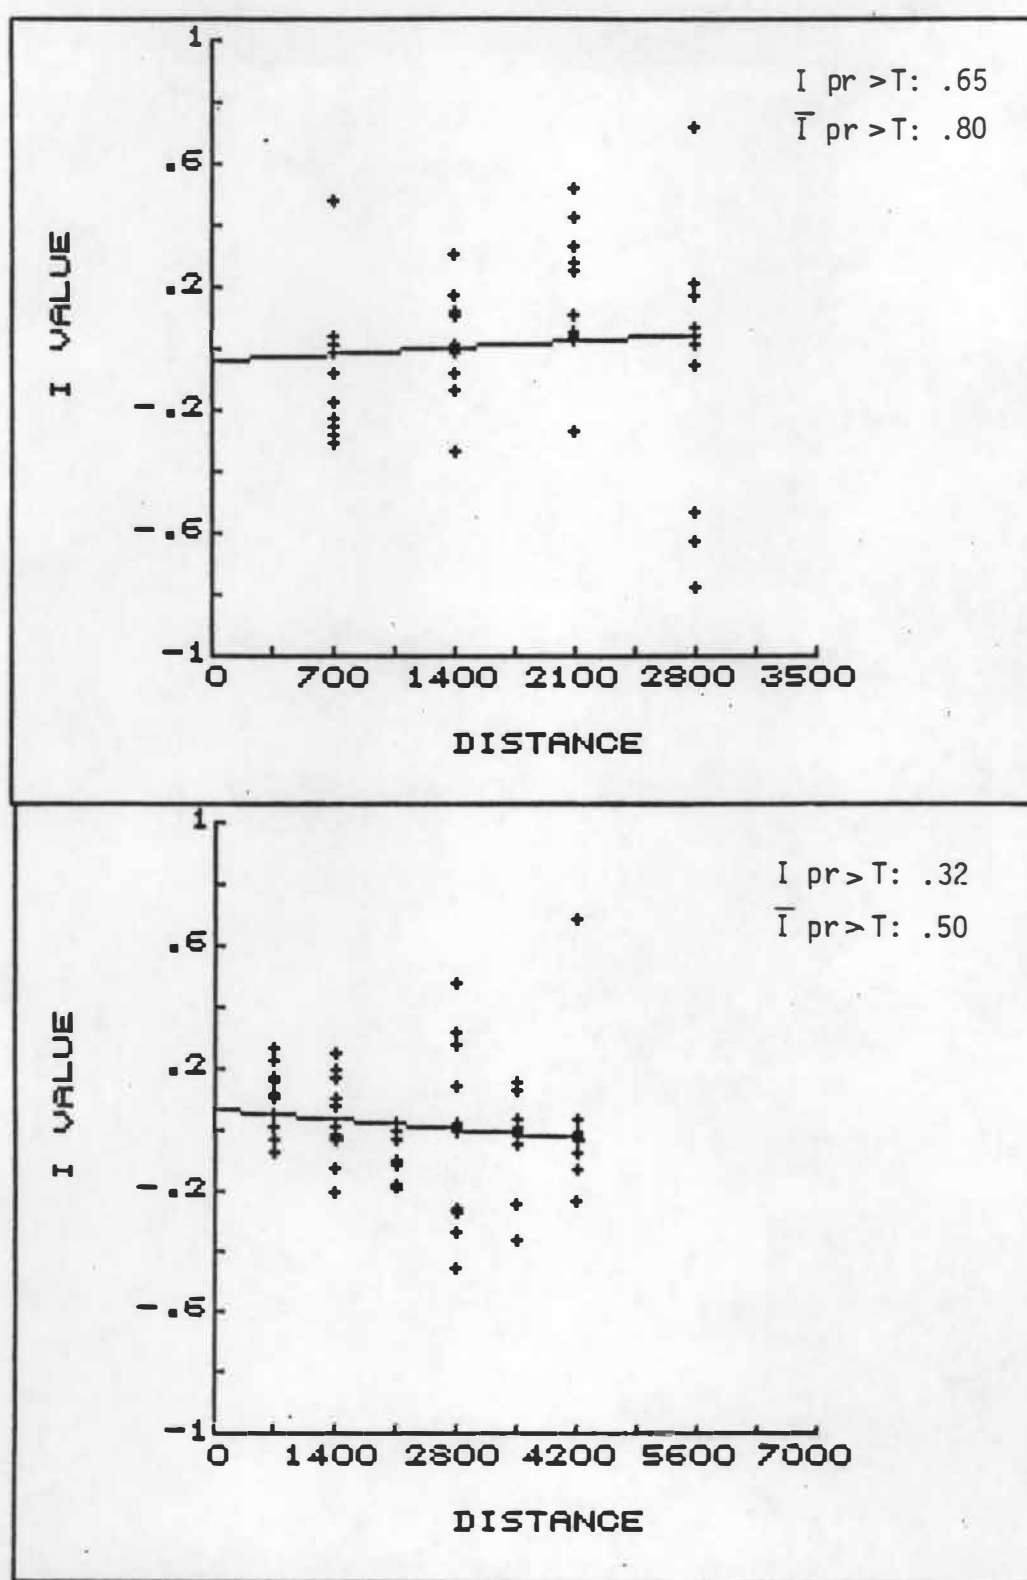 1
I pr >T: .65
Ī pr >T: .80
.6
.2
I VALUE
-.2
-.6
-1
0 700 1400 2100 2800 3500
DISTANCE
1
I pr > T: .32
Ī pr > T: .50
.6
.2
I VALUE
-.2
-.6
-1
0 1400 2800 4200 5600 7000
DISTANCE